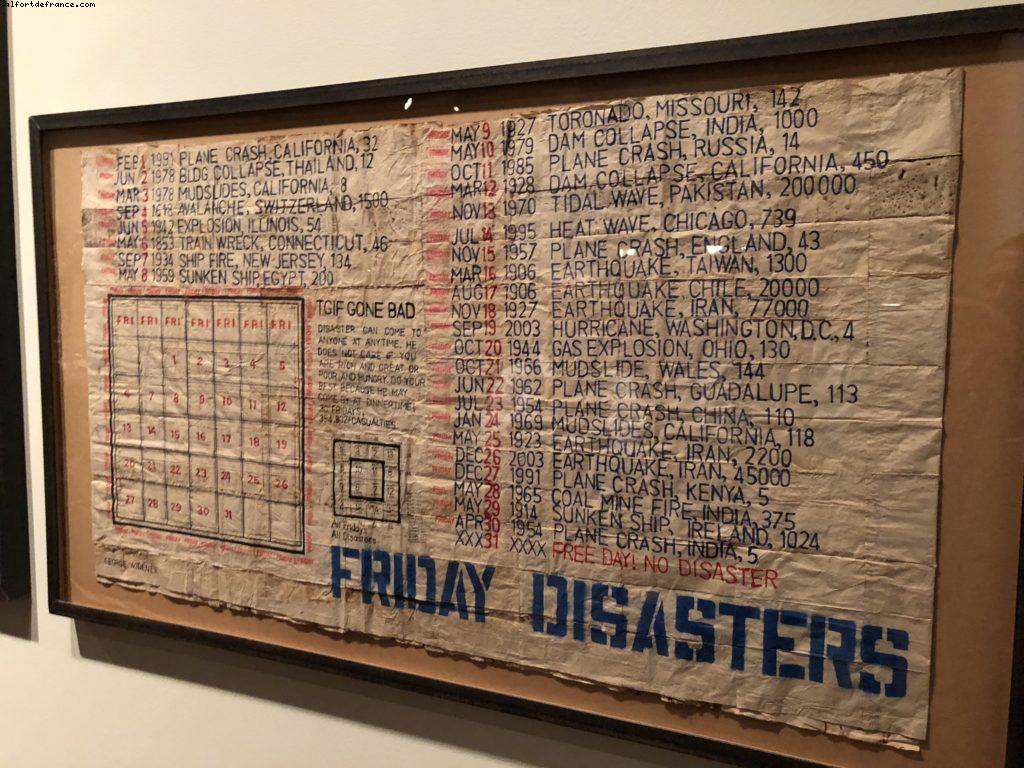 dalfortdefrance.com
FEB 1 1991 PLANE CRASH, CALIFORNIA, 32
JUN 2 1978 BLDG COLLAPSE, THAILAND, 12
MAR 3 1978 MUDSLIDES, CALIFORNIA, 8
SEP 4 1618 AVALANCHE, SWITZERLAND, 1500
JUN 5 1942 EXPLOSION, ILLINOIS, 54
MAY 6 1853 TRAIN WRECK, CONNECTICUT, 46
SEP 7 1934 SHIP FIRE, NEW JERSEY, 134
MAY 8 1959 SUNKEN SHIP, EGYPT, 200
MAY 9 1927 TORONADO, MISSOURI, 142
MAY 10 1979 DAM COLLAPSE, INDIA, 1000
OCT 11 1985 PLANE CRASH, RUSSIA, 14
MAR 12 1928 DAM COLLAPSE, CALIFORNIA, 450
NOV 13 1970 TIDAL WAVE, PAKISTAN, 200000
JUL 14 1995 HEAT WAVE, CHICAGO, 739
NOV 15 1957 PLANE CRASH, ENGLAND, 43
MAR 16 1906 EARTHQUAKE, TAIWAN, 1300
AUG 17 1906 EARTHQUAKE, CHILE, 20000
NOV 18 1927 EARTHQUAKE, IRAN, 77000
SEP 19 2003 HURRICANE, WASHINGTON, D.C., 4
OCT 20 1944 GAS EXPLOSION, OHIO, 130
OCT 21 1966 MUDSLIDE, WALES, 144
JUN 22 1962 PLANE CRASH, GUADALUPE, 113
JUL 23 1954 PLANE CRASH, CHINA, 110
JAN 24 1969 MUDSLIDES, CALIFORNIA, 118
MAY 25 1923 EARTHQUAKE, IRAN, 2200
DEC 26 2003 EARTHQUAKE, IRAN, 45000
DEC 27 1991 PLANE CRASH, KENYA, 5
MAY 28 1965 COAL MINE FIRE, INDIA, 375
MAY 29 1914 SUNKEN SHIP, IRELAND, 1024
APR 30 1954 PLANE CRASH, INDIA, 5
XXX 31 XXXX FREE DAY! NO DISASTER
FRI FRI FRI FRI FRI FRI FRI
1 2 3 4 5
6 7 8 9 10 11 12
13 14 15 16 17 18 19
20 21 22 23 24 25 26
27 28 29 30 31
TGIF GONE BAD
DISASTER CAN COME TO
ANYONE AT ANYTIME. HE
DOES NOT CARE IF YOU
ARE RICH AND GREAT OR
POOR AND HUNGRY. DO YOUR
BEST BECAUSE HE MAY
COME BY AT DINNERTIME!
30 FRIDAYS,
CASUALTIES
All Fridays
All Disasters
GEORGE WIDENER
FRIDAY DISASTERS